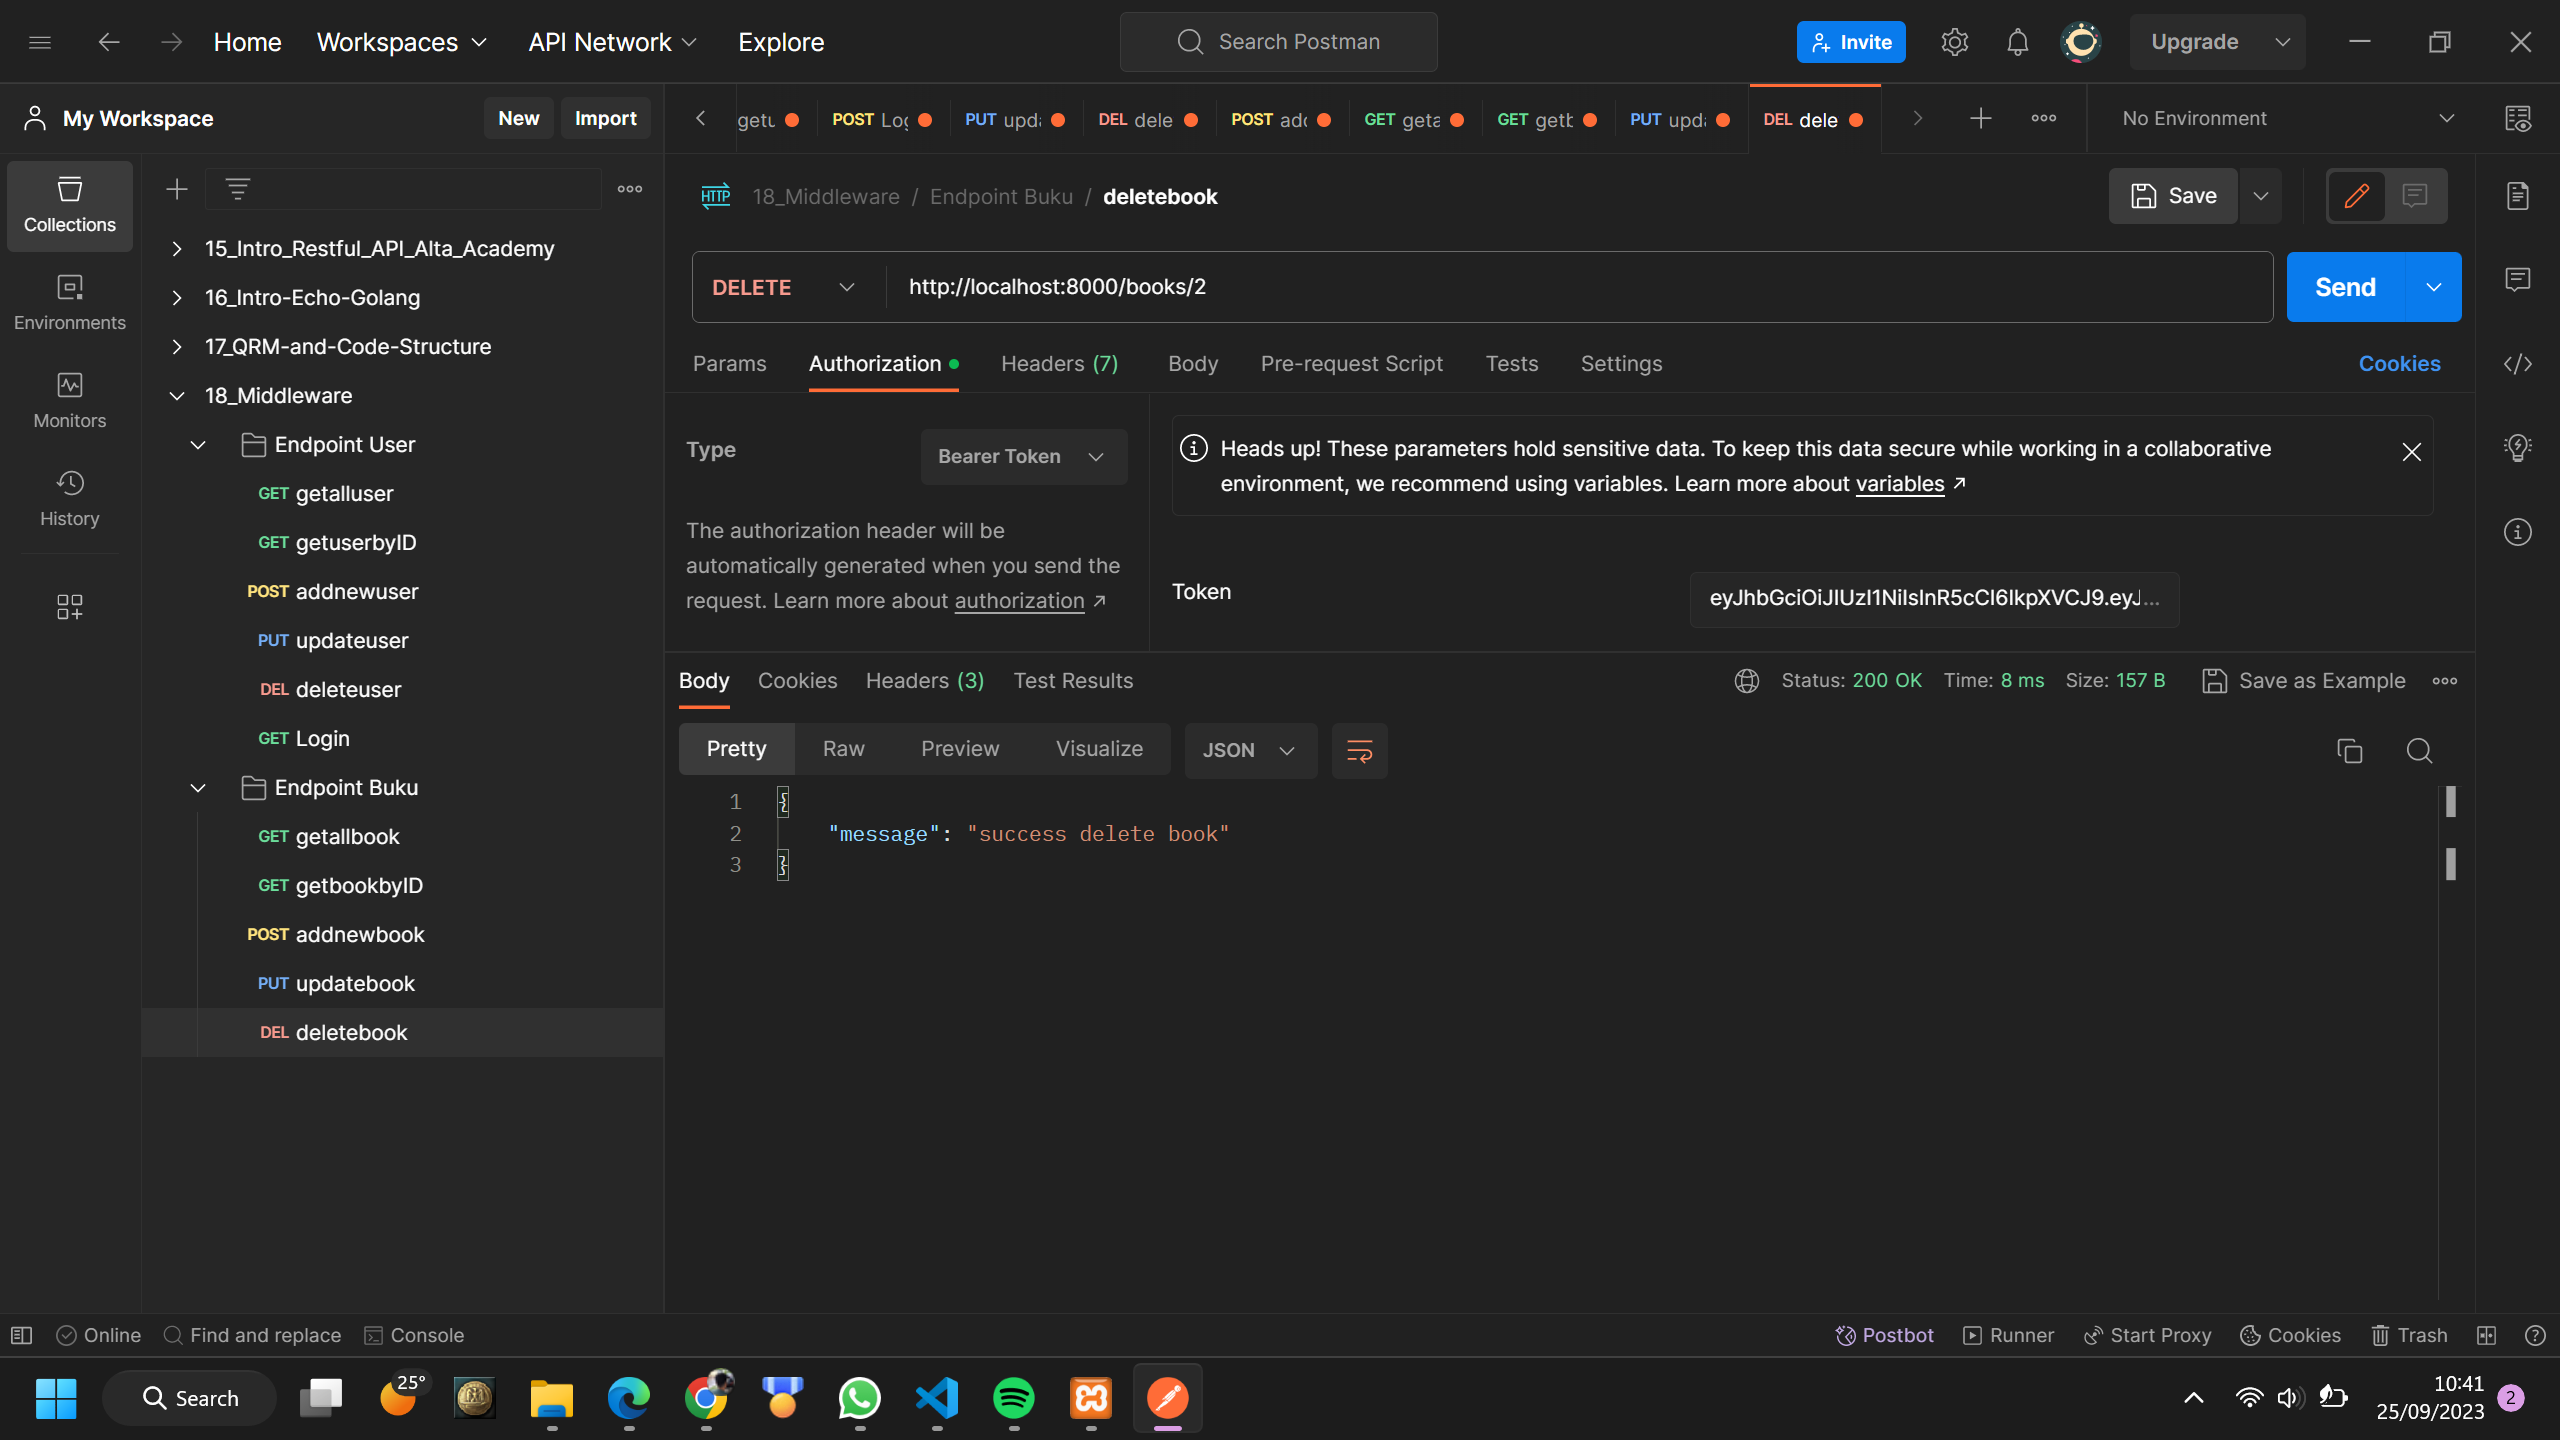 Home Workspaces API Network Explore Search Postman Invite Upgrade
My Workspace New Import getu POST Log PUT upda DEL dele POST add GET geta GET getb PUT upda DEL dele No Environment
Collections
Environments
Monitors
History
15_Intro_Restful_API_Alta_Academy
16_Intro-Echo-Golang
17_QRM-and-Code-Structure
18_Middleware
Endpoint User
GET getalluser
GET getuserbyID
POST addnewuser
PUT updateuser
DEL deleteuser
GET Login
Endpoint Buku
GET getallbook
GET getbookbyID
POST addnewbook
PUT updatebook
DEL deletebook
HTTP 18_Middleware / Endpoint Buku / deletebook Save
DELETE http://localhost:8000/books/2 Send
Params Authorization Headers (7) Body Pre-request Script Tests Settings Cookies
Type Bearer Token
The authorization header will be
automatically generated when you send the
request. Learn more about authorization ↗
Heads up! These parameters hold sensitive data. To keep this data secure while working in a collaborative
environment, we recommend using variables. Learn more about variables ↗
Token eyJhbGciOiJIUzI1NiIsInR5cCI6IkpXVCJ9.eyJ...
Body Cookies Headers (3) Test Results Status: 200 OK Time: 8 ms Size: 157 B Save as Example
Pretty Raw Preview Visualize JSON
1 {
2 "message": "success delete book"
3 }
Online Find and replace Console Postbot Runner Start Proxy Cookies Trash
Search 25° 10:41
25/09/2023 2